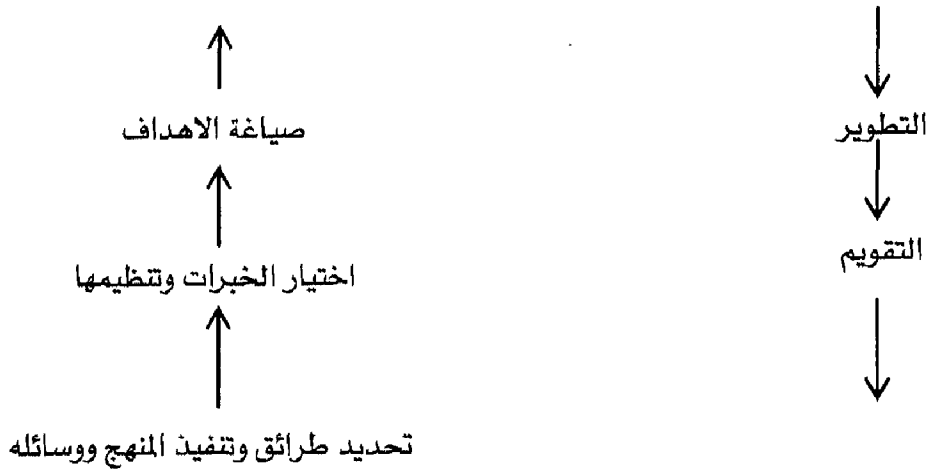 صياغة الاهداف
التطوير
التقويم
اختيار الخبرات وتنظيمها
تحديد طرائق وتنفيذ المنهج ووسائله